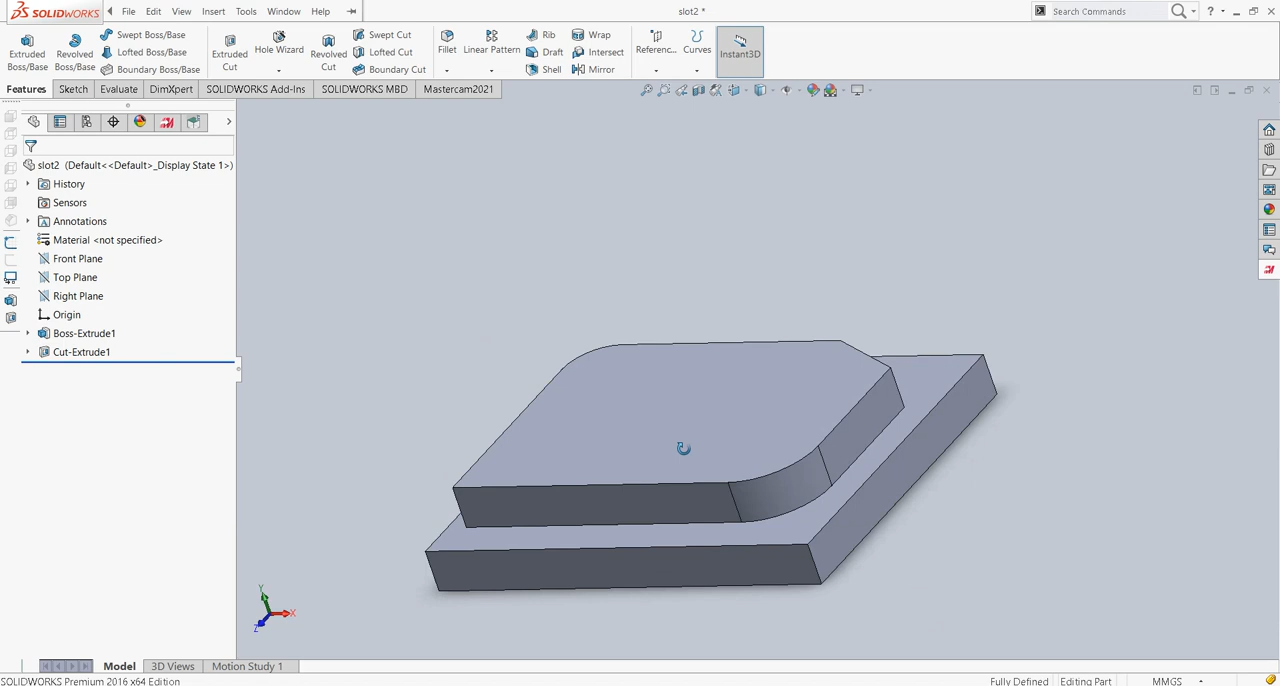 SOLIDWORKS File Edit View Insert Tools Window Help slot2 * Search Commands ?
Extruded Boss/Base
Revolved Boss/Base
Swept Boss/Base
Lofted Boss/Base
Boundary Boss/Base
Extruded Cut
Hole Wizard
Revolved Cut
Swept Cut
Lofted Cut
Boundary Cut
Fillet
Linear Pattern
Rib
Draft
Shell
Wrap
Intersect
Mirror
Referenc...
Curves
Instant3D
Features Sketch Evaluate DimXpert SOLIDWORKS Add-Ins SOLIDWORKS MBD Mastercam2021
slot2 (Default<<Default>_Display State 1>)
History
Sensors
Annotations
Material <not specified>
Front Plane
Top Plane
Right Plane
Origin
Boss-Extrude1
Cut-Extrude1
Y
X
Z
Model 3D Views Motion Study 1
SOLIDWORKS Premium 2016 x64 Edition Fully Defined Editing Part MMGS